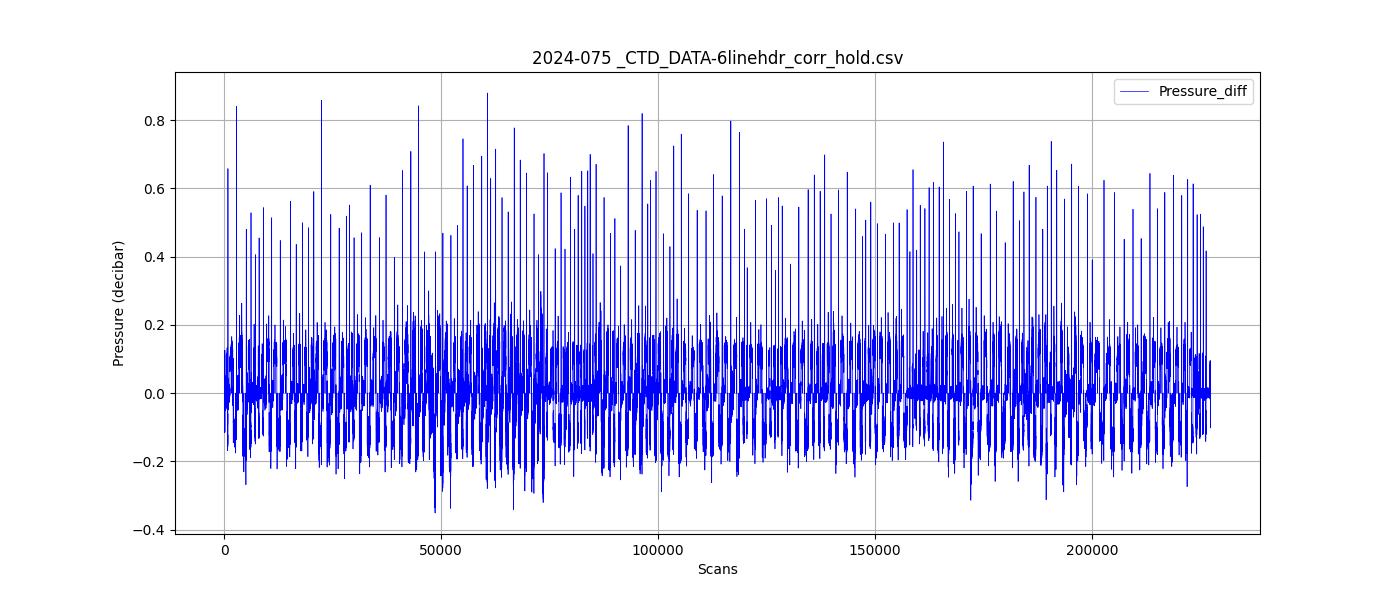 2024-075 _CTD_DATA-6linehdr_corr_hold.csv
Pressure_diff
0.8
0.6
0.4
0.2
0.0
−0.2
−0.4
Pressure (decibar)
0 50000 100000 150000 200000
Scans